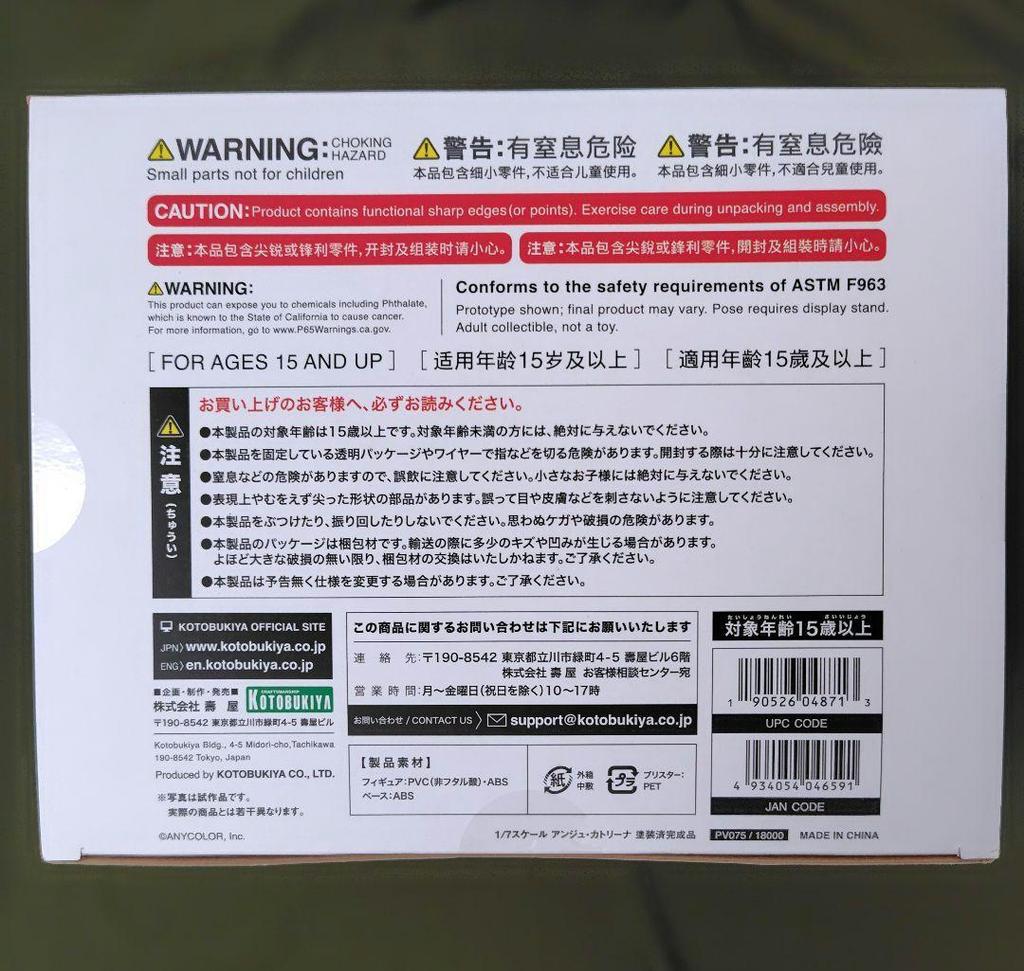 WARNING: CHOKING HAZARD
Small parts not for children
警告:有窒息危险
本品包含细小零件,不适合儿童使用。
警告:有窒息危險
本品包含細小零件,不適合兒童使用。
CAUTION: Product contains functional sharp edges (or points). Exercise care during unpacking and assembly.
注意:本品包含尖锐或锋利零件,开封及组装时请小心。
注意:本品包含尖銳或鋒利零件,開封及組裝時請小心。
WARNING:
This product can expose you to chemicals including Phthalate,
which is known to the State of California to cause cancer.
For more information, go to www.P65Warnings.ca.gov.
Conforms to the safety requirements of ASTM F963
Prototype shown; final product may vary. Pose requires display stand.
Adult collectible, not a toy.
[ FOR AGES 15 AND UP ] [ 适用年龄15岁及以上 ] [ 適用年齡15歲及以上 ]
注意(ちゅうい)
お買い上げのお客様へ、必ずお読みください。
●本製品の対象年齢は15歳以上です。対象年齢未満の方には、絶対に与えないでください。
●本製品を固定している透明パッケージやワイヤーで指などを切る危険があります。開封する際は十分に注意してください。
●窒息などの危険がありますので、誤飲に注意してください。小さなお子様には絶対に与えないでください。
●表現上やむをえず尖った形状の部品があります。誤って目や皮膚などを刺さないように注意してください。
●本製品をぶつけたり、振り回したりしないでください。思わぬケガや破損の危険があります。
●本製品のパッケージは梱包材です。輸送の際に多少のキズや凹みが生じる場合があります。
よほど大きな破損の無い限り、梱包材の交換はいたしかねます。ご了承ください。
●本製品は予告無く仕様を変更する場合があります。ご了承ください。
KOTOBUKIYA OFFICIAL SITE
JPN〉www.kotobukiya.co.jp
ENG〉en.kotobukiya.co.jp
■企画・制作・発売■
株式会社 壽 屋
CRAFTSMANSHIP
KOTOBUKIYA
〒190-8542 東京都立川市緑町4-5 壽屋ビル
Kotobukiya Bldg., 4-5 Midori-cho,Tachikawa
190-8542 Tokyo, Japan
Produced by KOTOBUKIYA CO., LTD.
※写真は試作品です。
実際の商品とは若干異なります。
©ANYCOLOR, Inc.
この商品に関するお問い合わせは下記にお願いいたします
連絡先:〒190-8542 東京都立川市緑町4-5 壽屋ビル6階
株式会社 壽 屋 お客様相談センター宛
営業時間:月〜金曜日(祝日を除く)10〜17時
お問い合わせ / CONTACT US 〉 support@kotobukiya.co.jp
【製品素材】
フィギュア:PVC(非フタル酸)・ABS
ベース:ABS
紙 外箱 中敷
プラ ブリスター: PET
1/7スケール アンジュ・カトリーナ 塗装済完成品
たいしょうねんれい さいいじょう
対象年齢15歳以上
1 90526 04871 3
UPC CODE
4 934054 046591
JAN CODE
PV075 / 18000 MADE IN CHINA